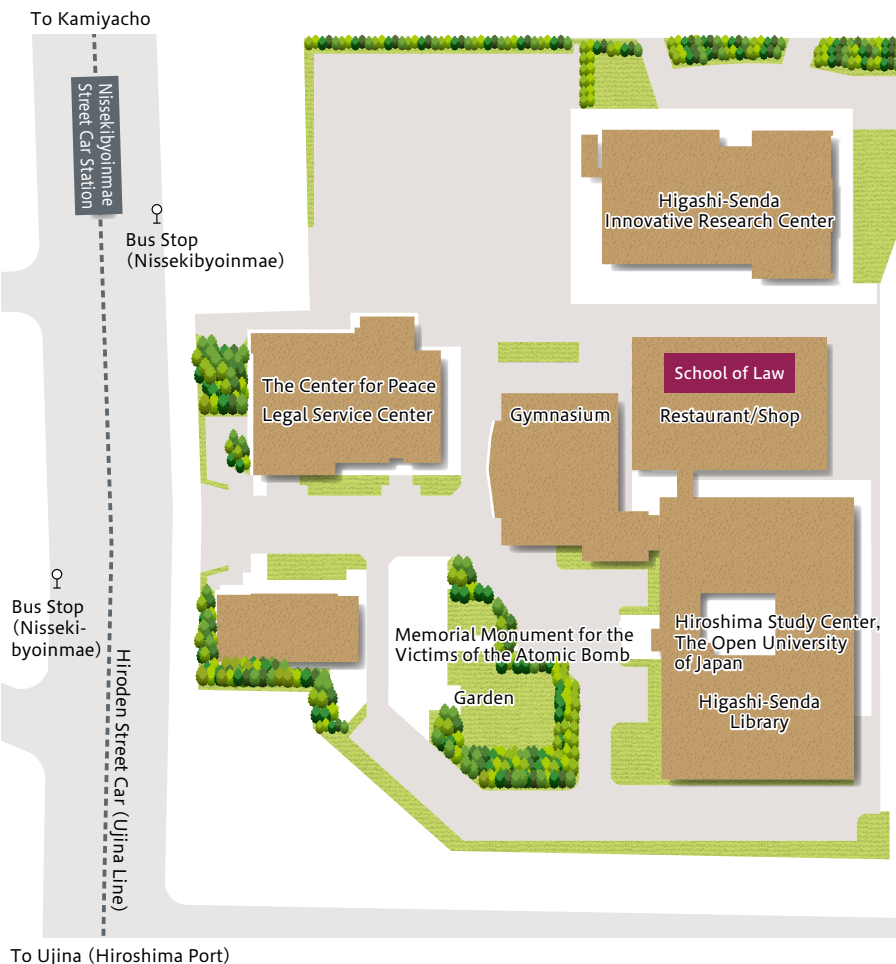 To Kamiyacho
Nissekibyoinmae
Street Car Station
Bus Stop
(Nissekibyoinmae)
Higashi-Senda
Innovative Research Center
School of Law
Restaurant/Shop
The Center for Peace
Legal Service Center
Gymnasium
Bus Stop
(Nisseki-
byoinmae)
Hiroden Street Car (Ujina Line)
Memorial Monument for the
Victims of the Atomic Bomb
Garden
Hiroshima Study Center,
The Open University
of Japan
Higashi-Senda
Library
To Ujina (Hiroshima Port)